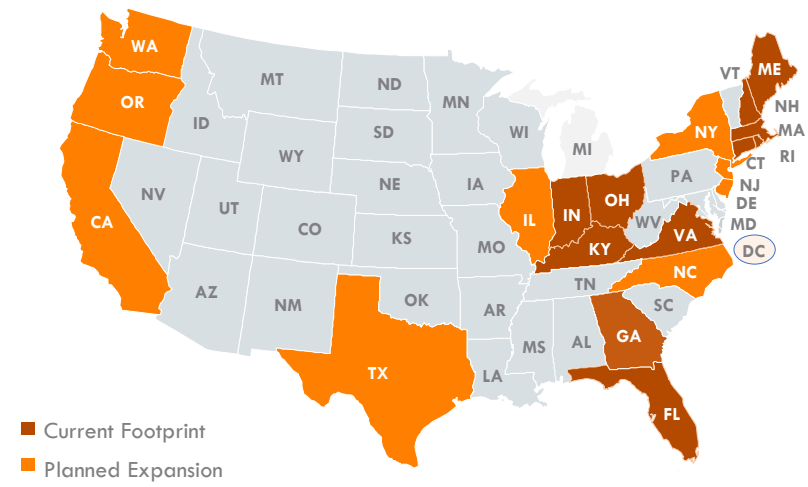 WA
MT
ND
MN
VT
ME
OR
ID
SD
WI
MI
NY
NH
MA
WY
CT
RI
NV
NE
IA
PA
NJ
CA
UT
CO
IL
IN
OH
DE
KS
MO
WV
VA
MD
KY
DC
AZ
NM
OK
AR
TN
NC
SC
MS
AL
GA
TX
LA
FL
Current Footprint
Planned Expansion